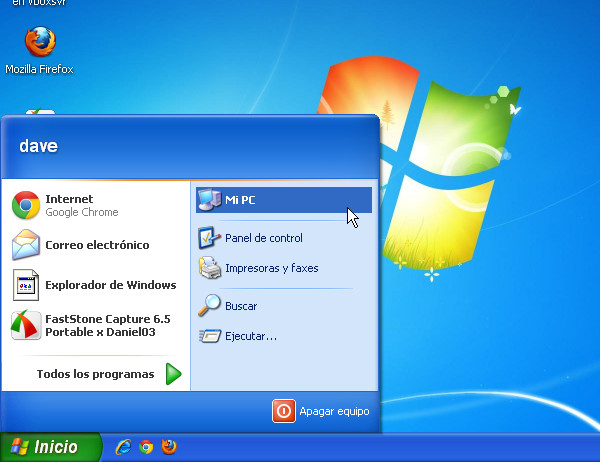 en vboxsvr
Mozilla Firefox
dave
Internet
Google Chrome
Correo electrónico
Explorador de Windows
FastStone Capture 6.5
Portable x Daniel03
Todos los programas
Mi PC
Panel de control
Impresoras y faxes
Buscar
Ejecutar...
Apagar equipo
Inicio